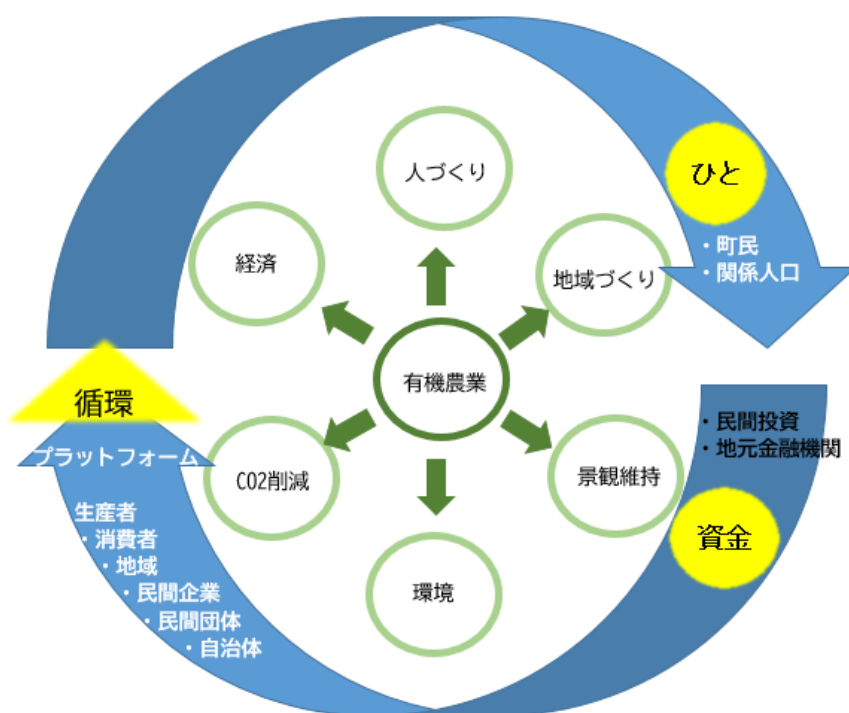 人づくり
ひと
・町民
・関係人口
経済
地域づくり
有機農業
循環
プラットフォーム
・民間投資
・地元金融機関
CO2削減
景観維持
資金
生産者
・消費者
・地域
・民間企業
・民間団体
・自治体
環境